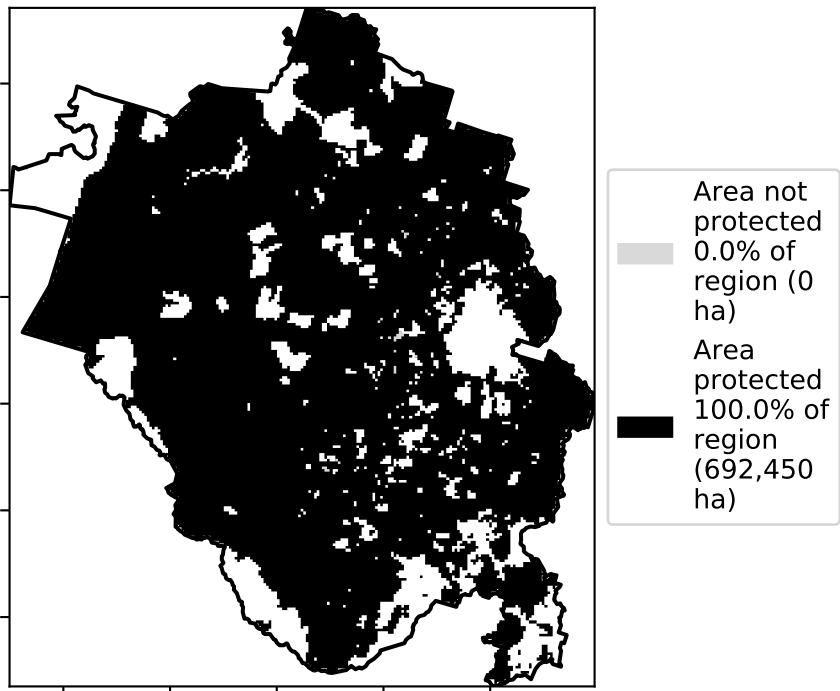 Area not
protected
0.0% of
region (0
ha)
Area
protected
100.0% of
region
(692,450
ha)